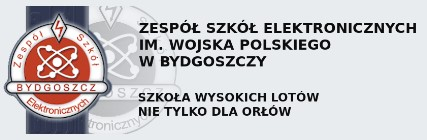 Zespół Szkół
BYDGOSZCZ
Elektronicznych
ZESPÓŁ SZKÓŁ ELEKTRONICZNYCH
IM. WOJSKA POLSKIEGO
W BYDGOSZCZY
SZKOŁA WYSOKICH LOTÓW
NIE TYLKO DLA ORŁÓW